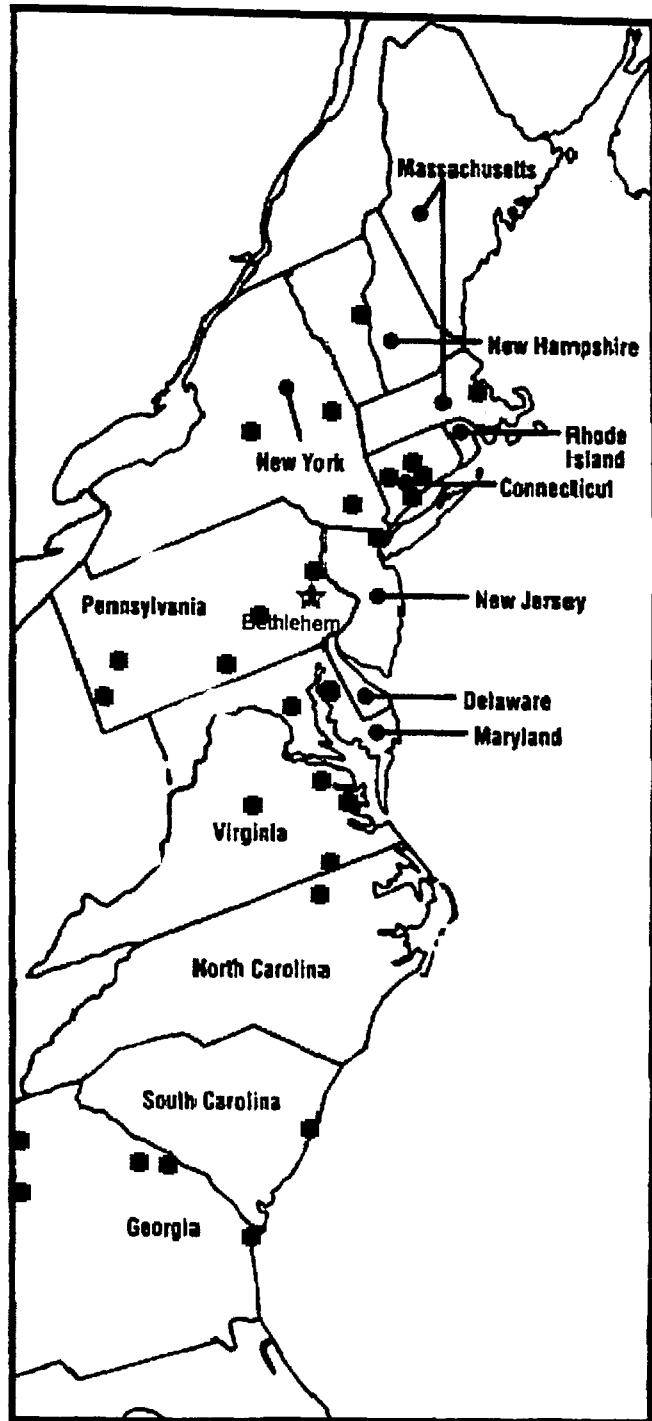 Massachusetts
New Hampshire
Rhode
Island
New York
Connecticut
Pennsylvania
Bethlehem
New Jersey
Delaware
Maryland
Virginia
North Carolina
South Carolina
Georgia